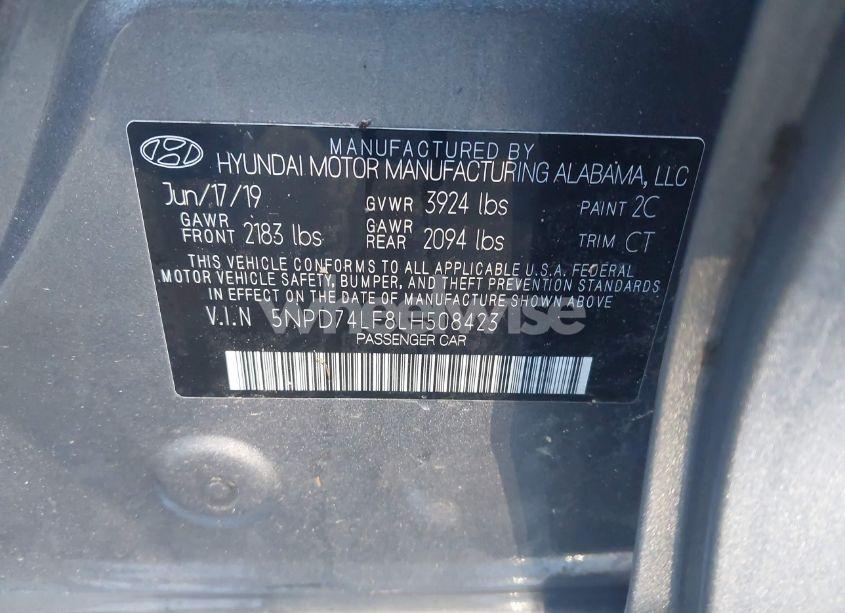 MANUFACTURED BY
HYUNDAI MOTOR MANUFACTURING ALABAMA, LLC
Jun/17/19 GVWR 3924 lbs PAINT 2C
GAWR FRONT 2183 lbs GAWR REAR 2094 lbs TRIM CT
THIS VEHICLE CONFORMS TO ALL APPLICABLE U.S.A. FEDERAL
MOTOR VEHICLE SAFETY, BUMPER, AND THEFT PREVENTION STANDARDS
IN EFFECT ON THE DATE OF MANUFACTURE SHOWN ABOVE
V.I.N 5NPD74LF8LH508423
PASSENGER CAR